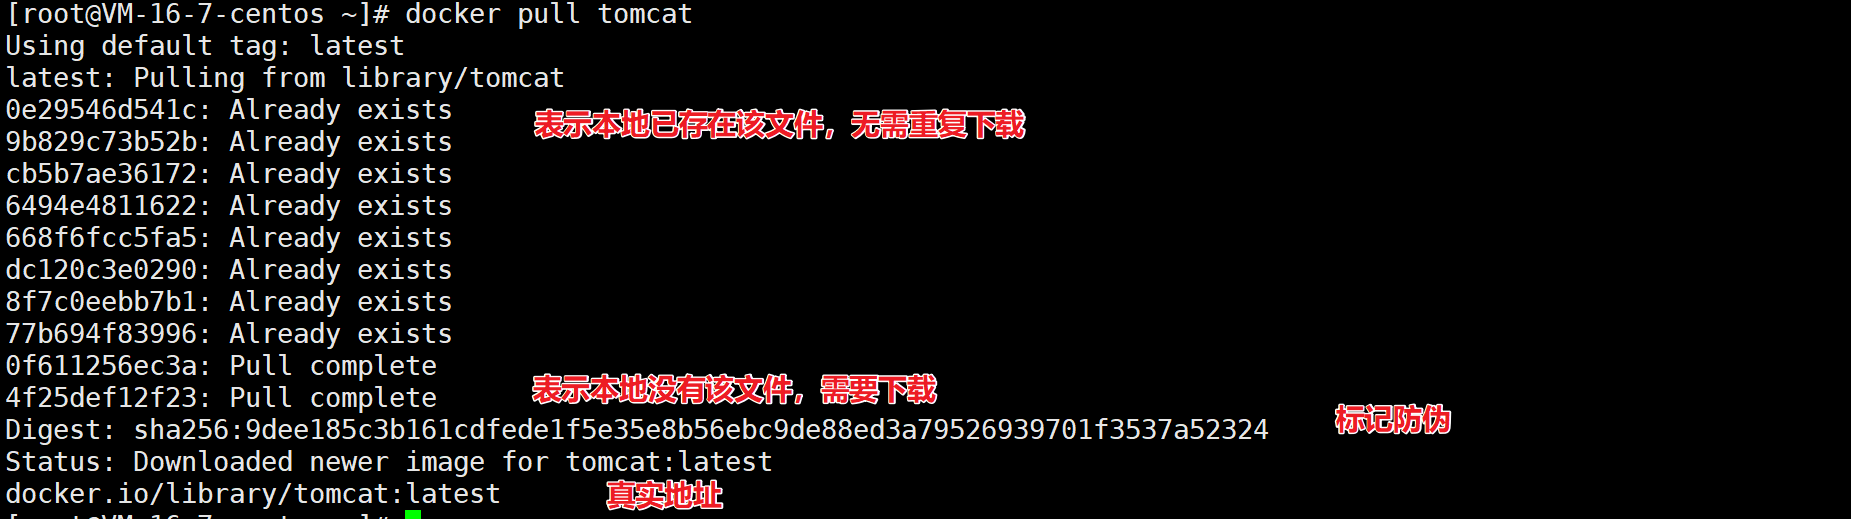 [root@VM-16-7-centos ~]# docker pull tomcat
Using default tag: latest
latest: Pulling from library/tomcat
0e29546d541c: Already exists
表示本地已存在该文件，无需重复下载
9b829c73b52b: Already exists
cb5b7ae36172: Already exists
6494e4811622: Already exists
668f6fcc5fa5: Already exists
dc120c3e0290: Already exists
8f7c0eebb7b1: Already exists
77b694f83996: Already exists
0f611256ec3a: Pull complete
表示本地没有该文件，需要下载
4f25def12f23: Pull complete
Digest: sha256:9dee185c3b161cdfede1f5e35e8b56ebc9de88ed3a79526939701f3537a52324
标记防伪
Status: Downloaded newer image for tomcat:latest
docker.io/library/tomcat:latest
真实地址